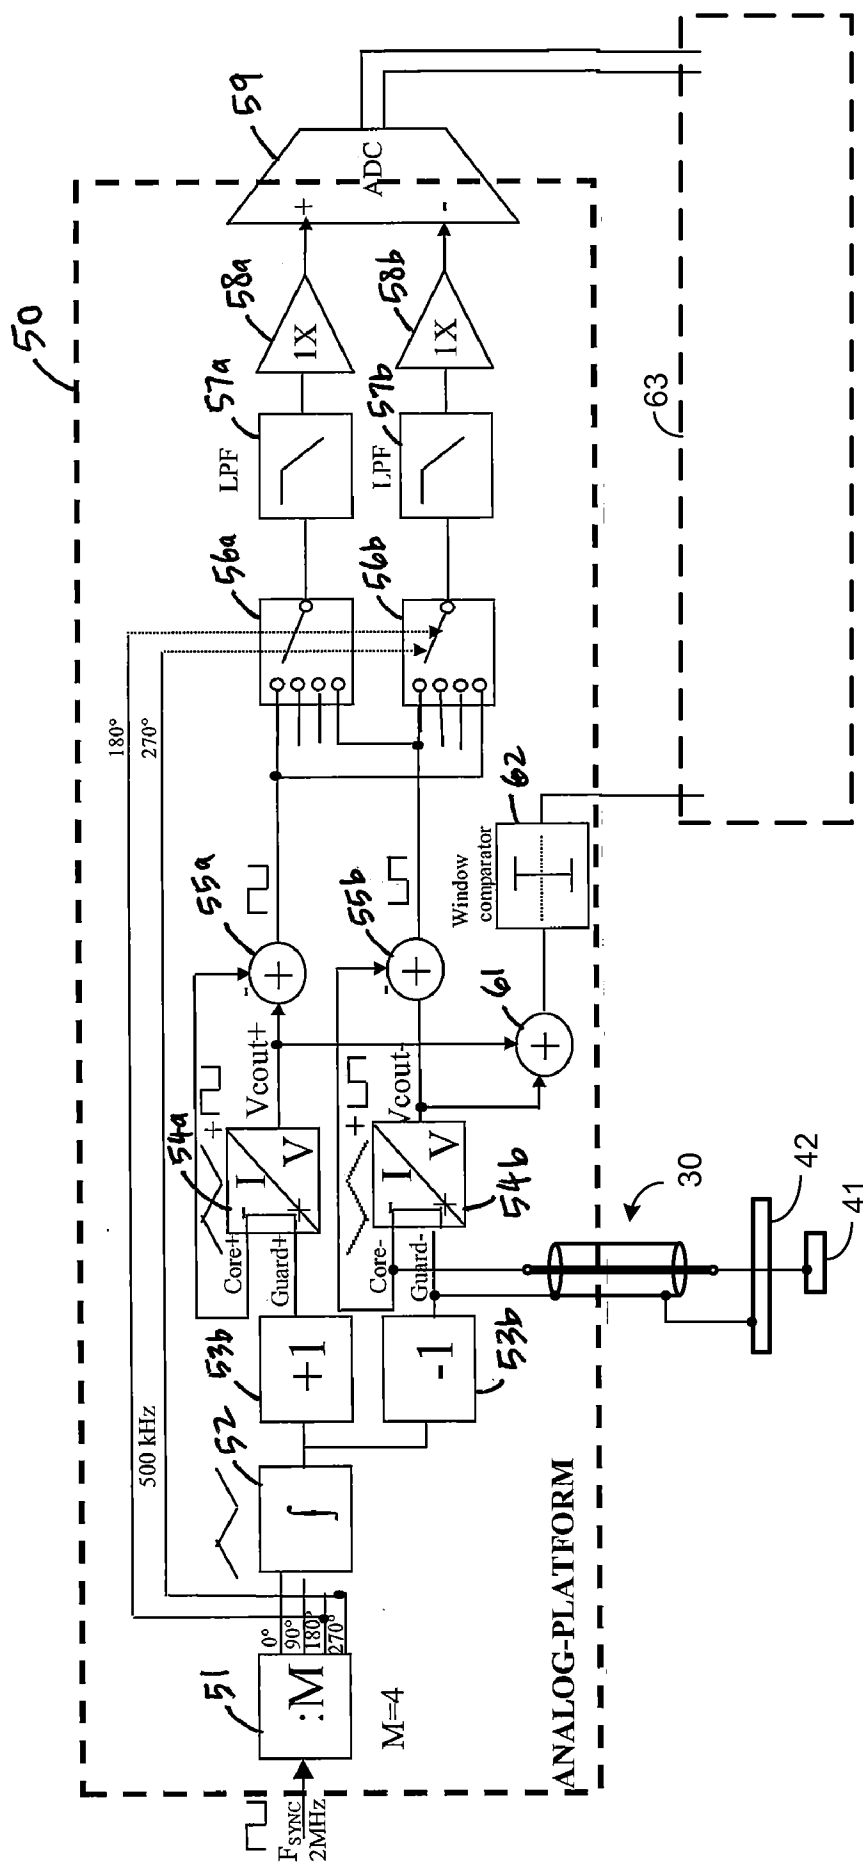 50
180°
270°
500 kHz
F_SYNC
2MHz
51
:M
M=4
0°
90°
180°
270°
52
∫
53b
+1
-1
53b
Core+
Guard+
54a
-
I
V
+
Vcout+
Core-
Guard-
54b
-
I
V
+
Vcout-
55a
-
+
55b
-
+
61
+
Window
comparator
62
56a
56b
LPF
57a
LPF
57b
58a
1X
58b
1X
59
+
-
ADC
ANALOG-PLATFORM
30
42
41
63